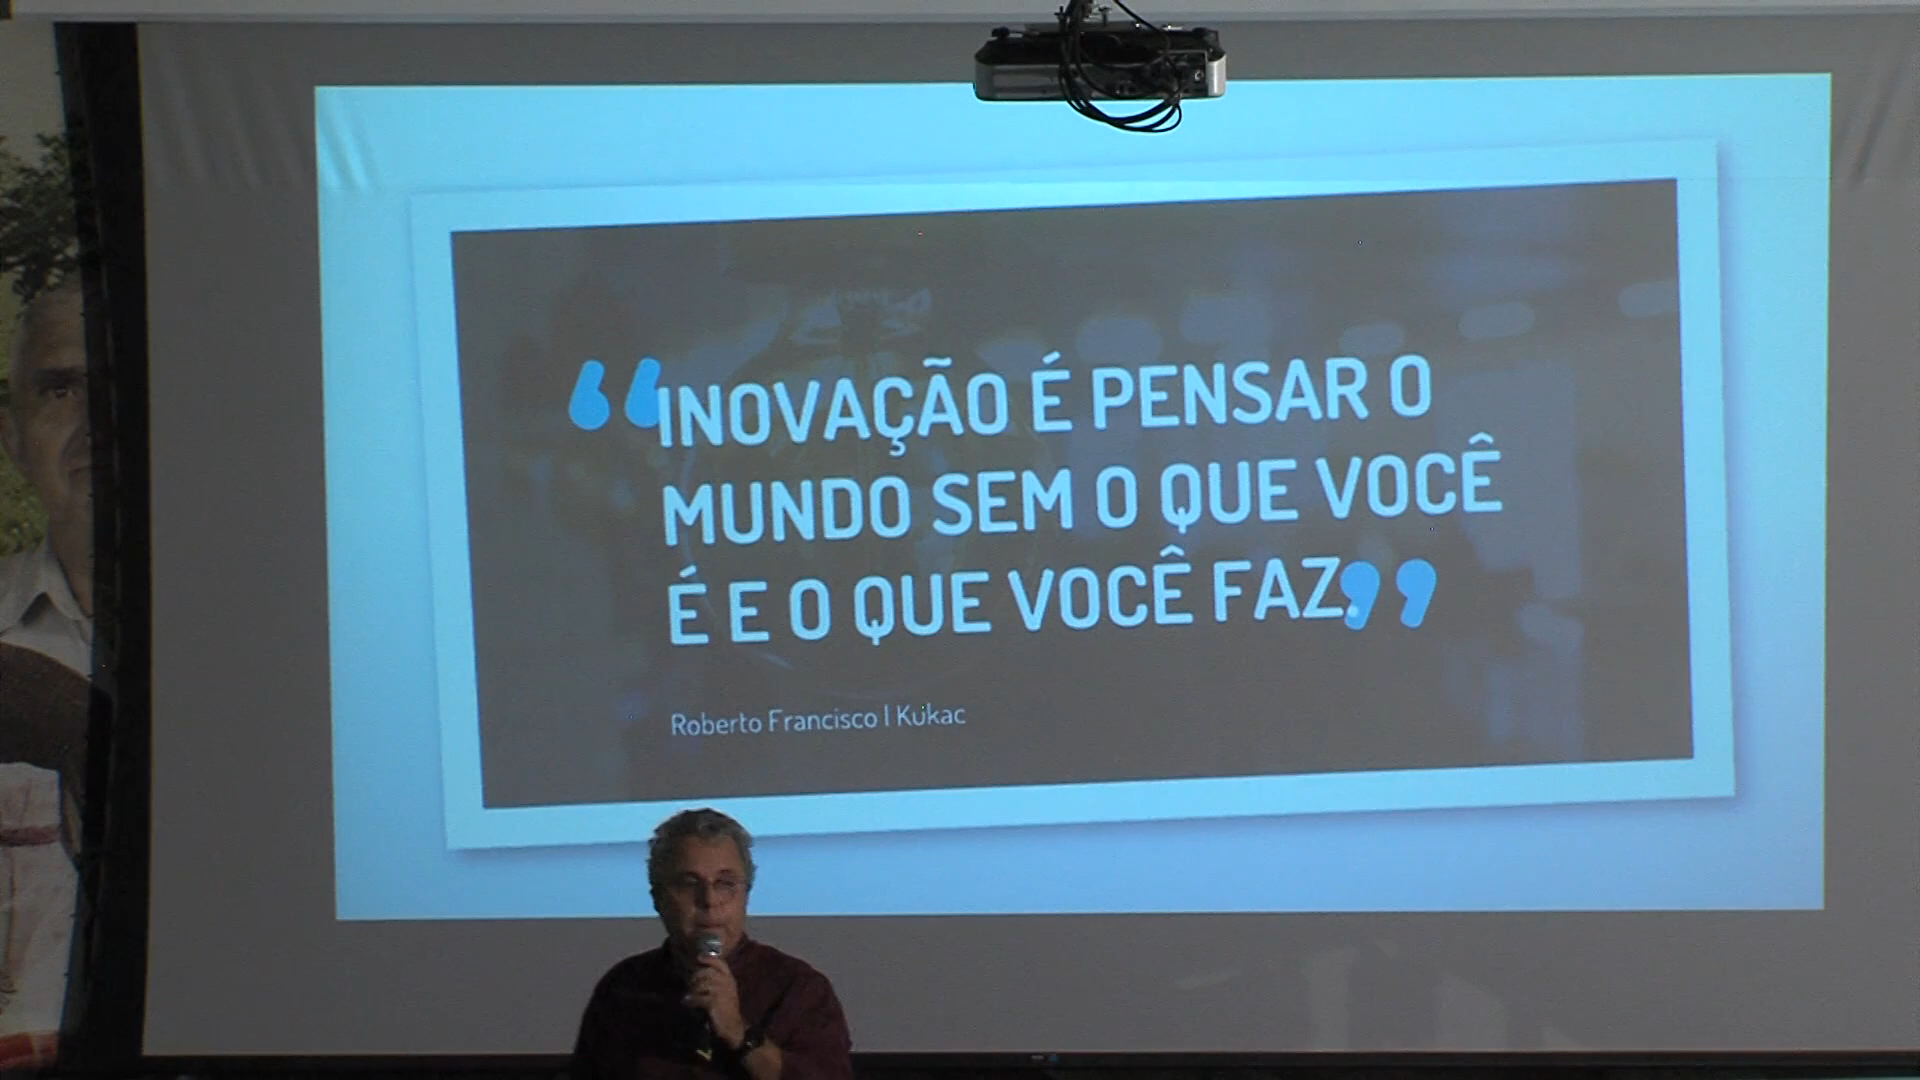 “INOVAÇÃO É PENSAR O
MUNDO SEM O QUE VOCÊ
É E O QUE VOCÊ FAZ.”
Roberto Francisco | Kukac